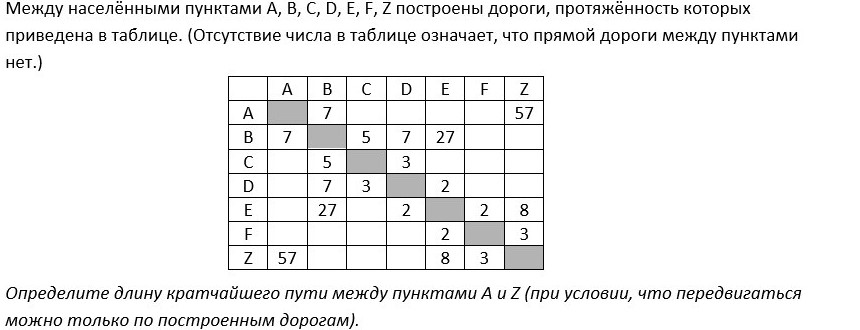 Между населёнными пунктами A, B, C, D, E, F, Z построены дороги, протяжённость которых
приведена в таблице. (Отсутствие числа в таблице означает, что прямой дороги между пунктами
нет.)
A B C D E F Z
A 7 57
B 7 5 7 27
C 5 3
D 7 3 2
E 27 2 2 8
F 2 3
Z 57 8 3
Определите длину кратчайшего пути между пунктами A и Z (при условии, что передвигаться
можно только по построенным дорогам).